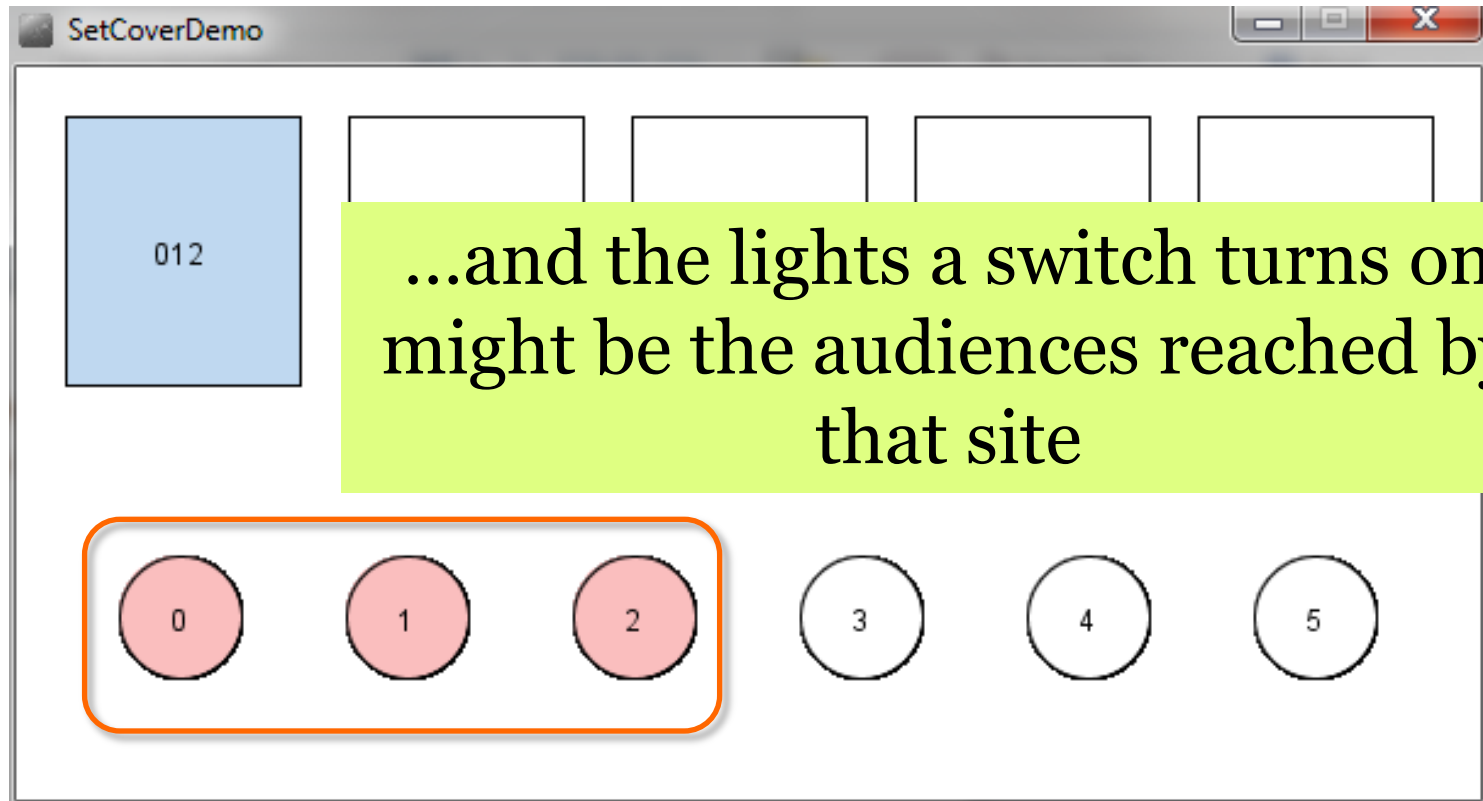 SetCoverDemo
012
...and the lights a switch turns on
might be the audiences reached by
that site
0 1 2 3 4 5